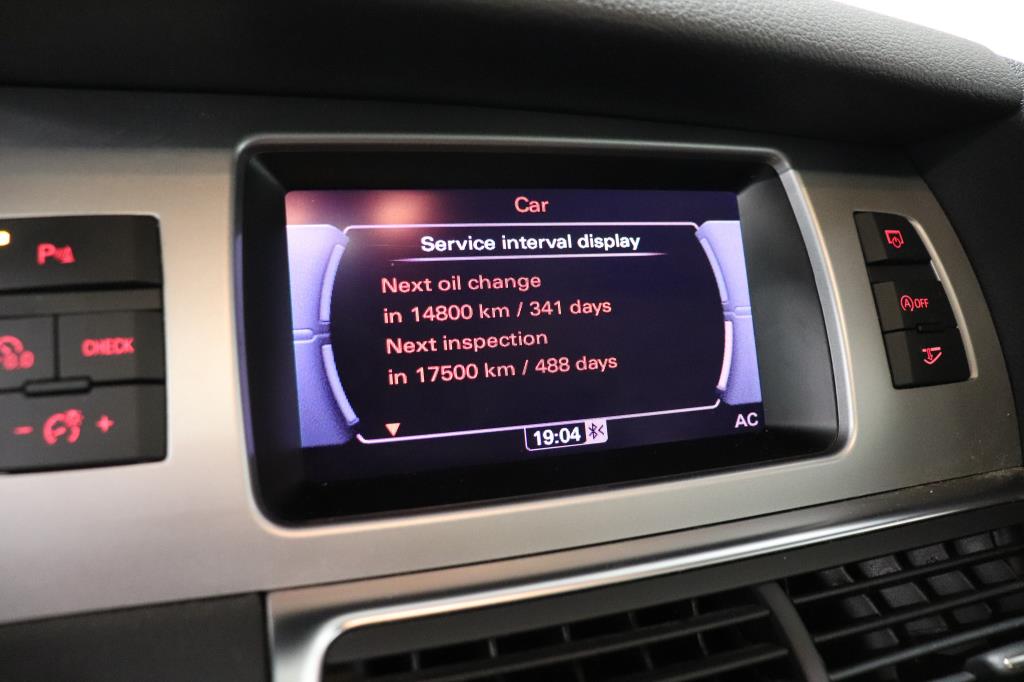 Car
Service interval display
Next oil change
in 14800 km / 341 days
Next inspection
in 17500 km / 488 days
19:04
AC
P
CHECK
- +
A OFF